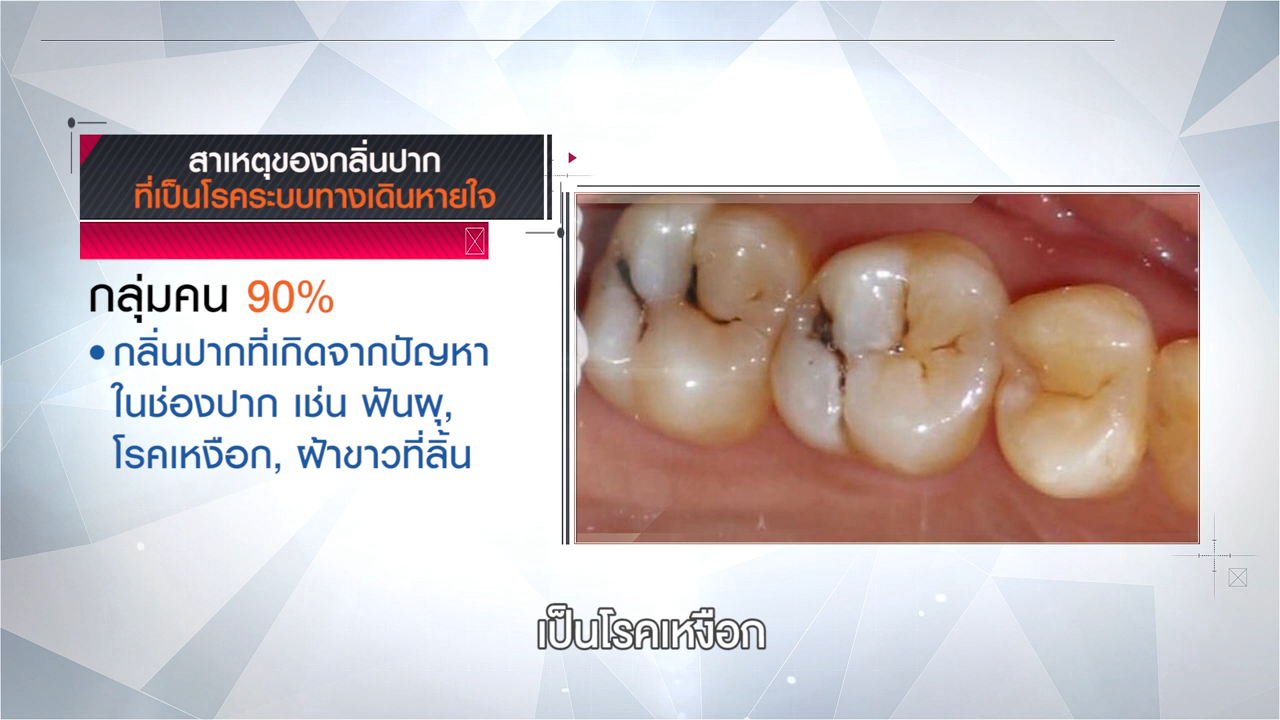 สาเหตุของกลิ่นปาก
ที่เป็นโรคระบบทางเดินหายใจ
กลุ่มคน 90%
• กลิ่นปากที่เกิดจากปัญหา
ในช่องปาก เช่น ฟันผุ,
โรคเหงือก, ฝ้าขาวที่ลิ้น
เป็นโรคเหงือก